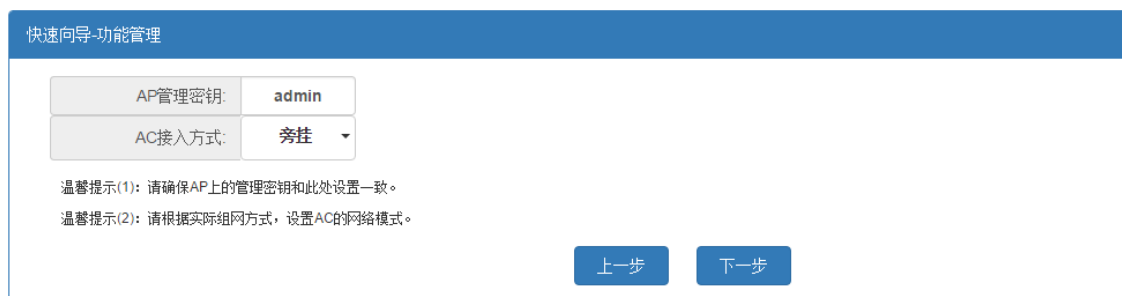 快速向导-功能管理
AP管理密钥: admin
AC接入方式: 旁挂
温馨提示(1)：请确保AP上的管理密钥和此处设置一致。
温馨提示(2)：请根据实际组网方式，设置AC的网络模式。
上一步 下一步